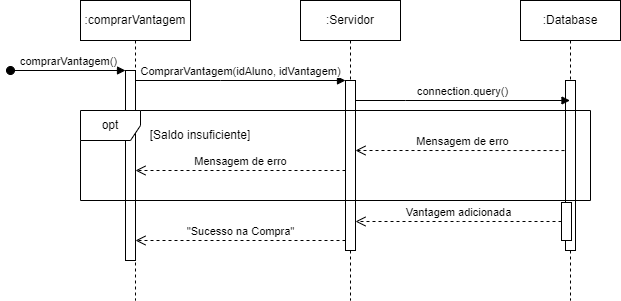 :comprarVantagem
:Servidor
:Database
comprarVantagem()
ComprarVantagem(idAluno, idVantagem)
connection.query()
opt
[Saldo insuficiente]
Mensagem de erro
Mensagem de erro
Vantagem adicionada
"Sucesso na Compra"